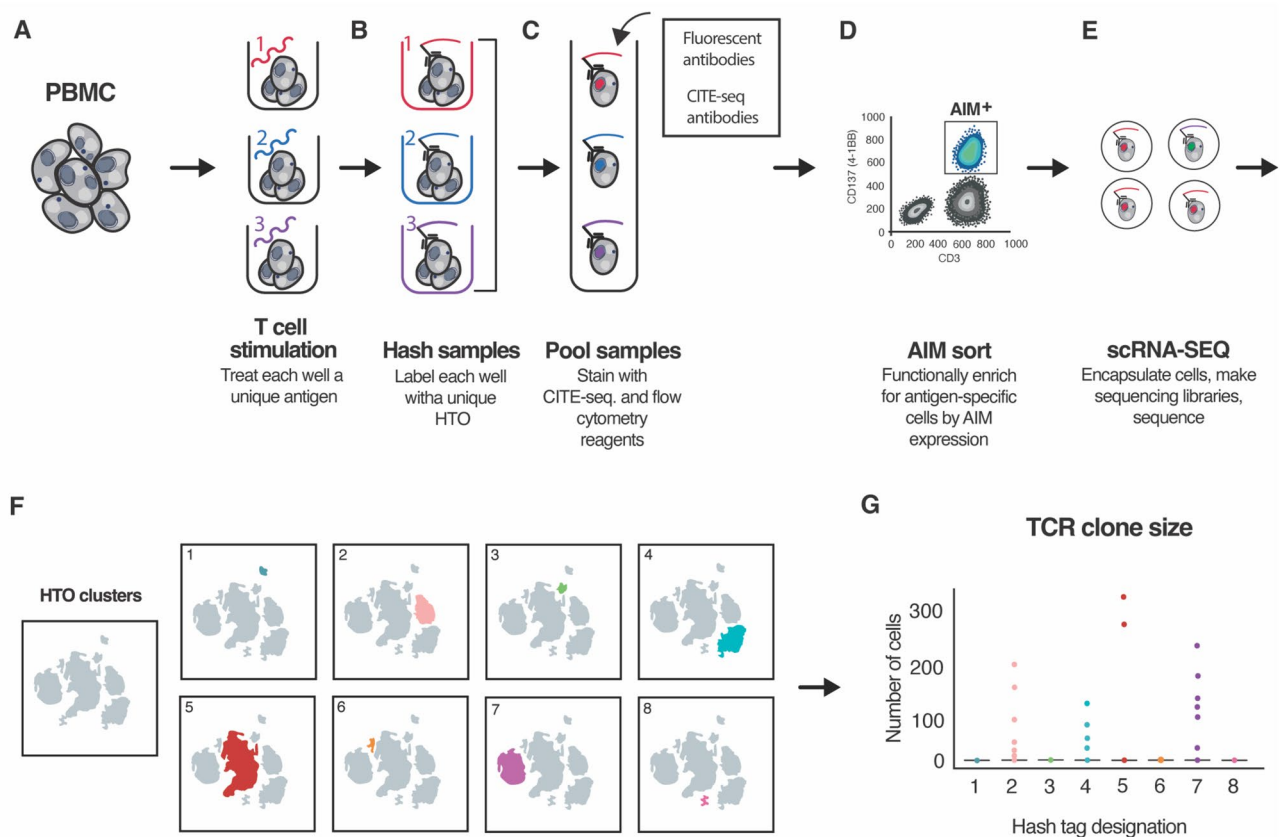 A
PBMC
1
2
3
T cell
stimulation
Treat each well a
unique antigen
B
1
2
3
Hash samples
Label each well
witha unique
HTO
C
Fluorescent
antibodies
CITE-seq
antibodies
Pool samples
Stain with
CITE-seq. and flow
cytometry
reagents
D
AIM+
CD137 (4-1BB)
1000
800
600
400
200
0
0 200 400 600 800 1000
CD3
AIM sort
Functionally enrich
for antigen-specific
cells by AIM
expression
E
scRNA-SEQ
Encapsulate cells, make
sequencing libraries,
sequence
F
HTO clusters
1
2
3
4
5
6
7
8
G
TCR clone size
Number of cells
300
200
100
0
1 2 3 4 5 6 7 8
Hash tag designation